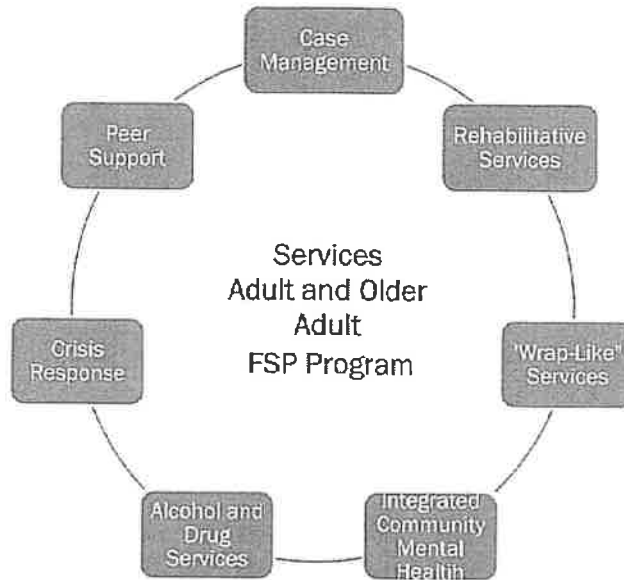 Case
Management
Rehabilitative
Services
"Wrap-Like"
Services
Integrated
Community
Mental
Health
Alcohol and
Drug
Services
Crisis
Response
Peer
Support
Services
Adult and Older
Adult
FSP Program